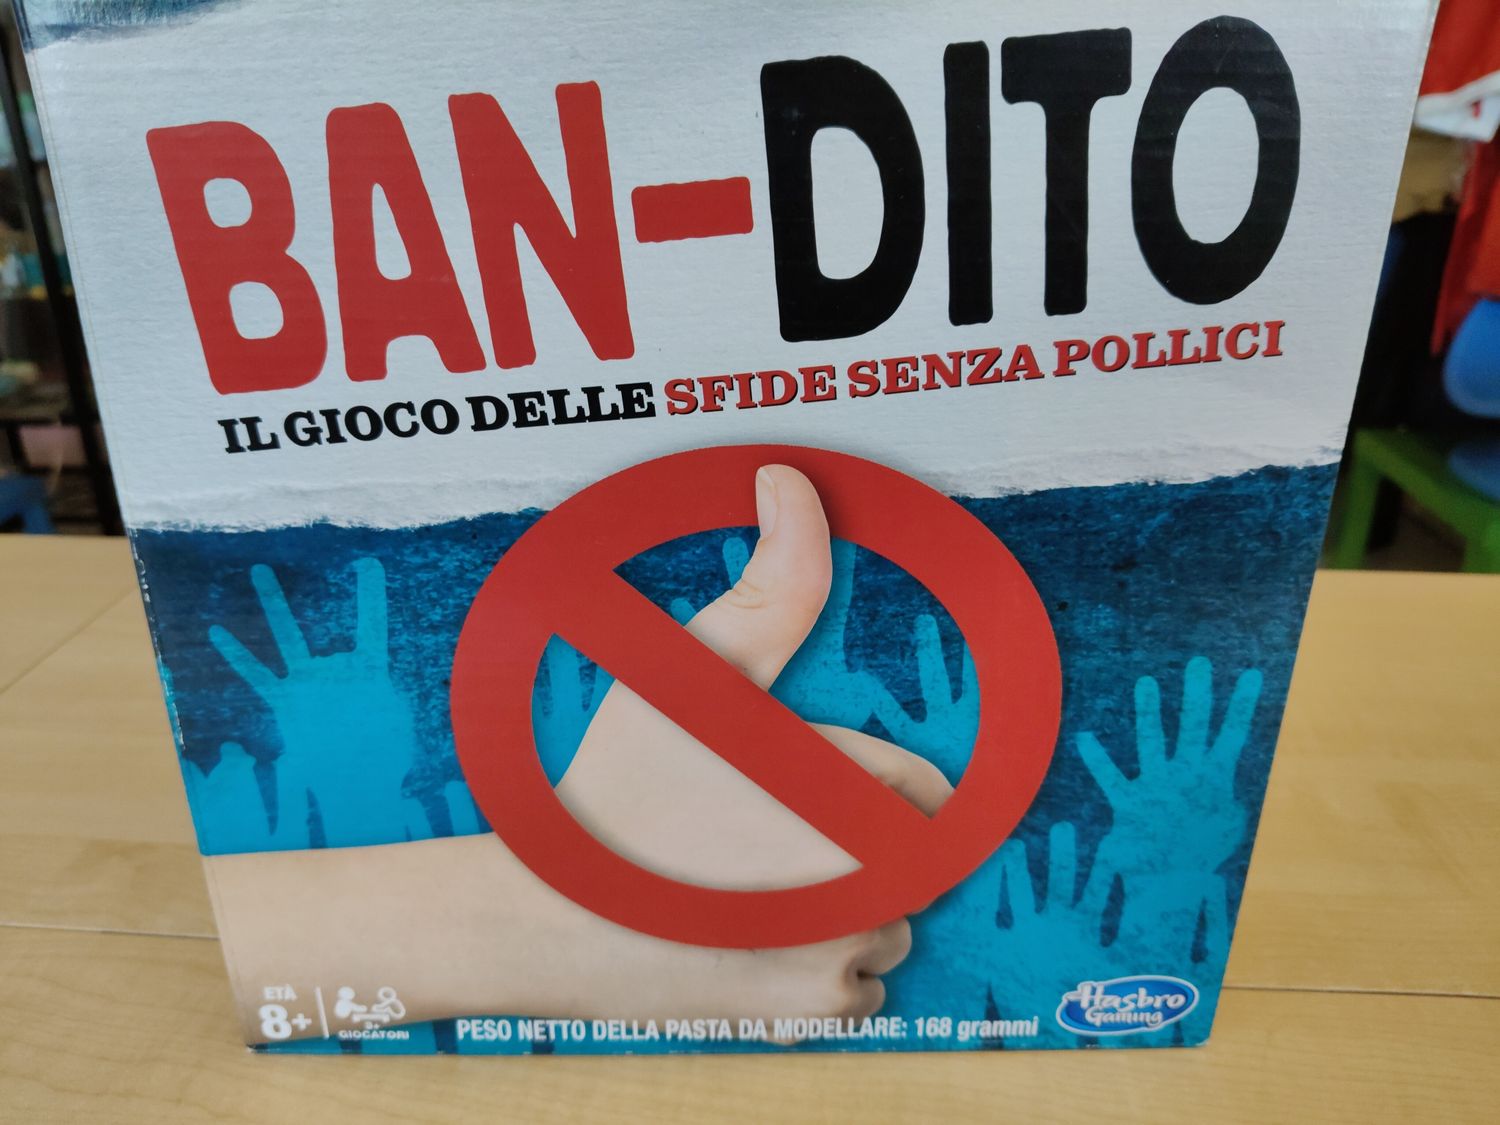 BAN-DITO
IL GIOCO DELLE SFIDE SENZA POLLICI
ETÀ
8+
GIOCATORI
PESO NETTO DELLA PASTA DA MODELLARE: 168 grammi
Hasbro
Gaming